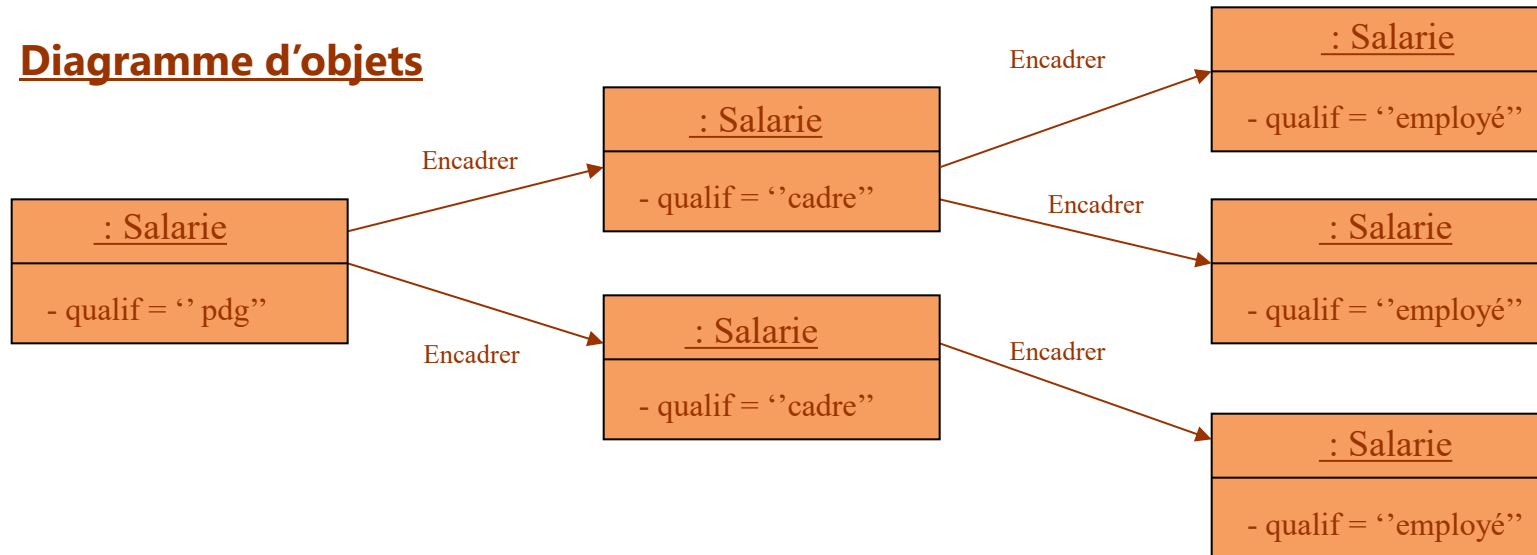 Diagramme d’objets
: Salarie
- qualif = ‘’ pdg’’
Encadrer
Encadrer
: Salarie
- qualif = ‘’cadre’’
: Salarie
- qualif = ‘’cadre’’
Encadrer
Encadrer
Encadrer
: Salarie
- qualif = ‘’employé’’
: Salarie
- qualif = ‘’employé’’
: Salarie
- qualif = ‘’employé’’